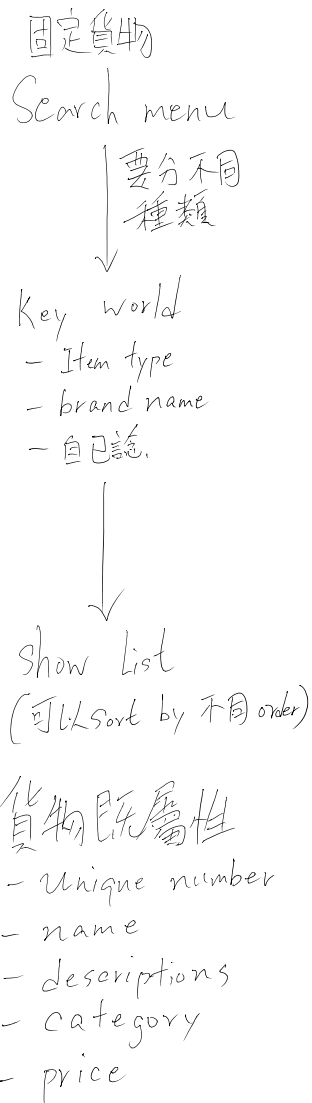 固定貨物
Search menu
要分不同
種類
Key world
- Item type
- brand name
- 自已諗.
show list
(可以sort by 不同 order)
貨物既屬性
- unique number
- name
- descriptions
- category
- price